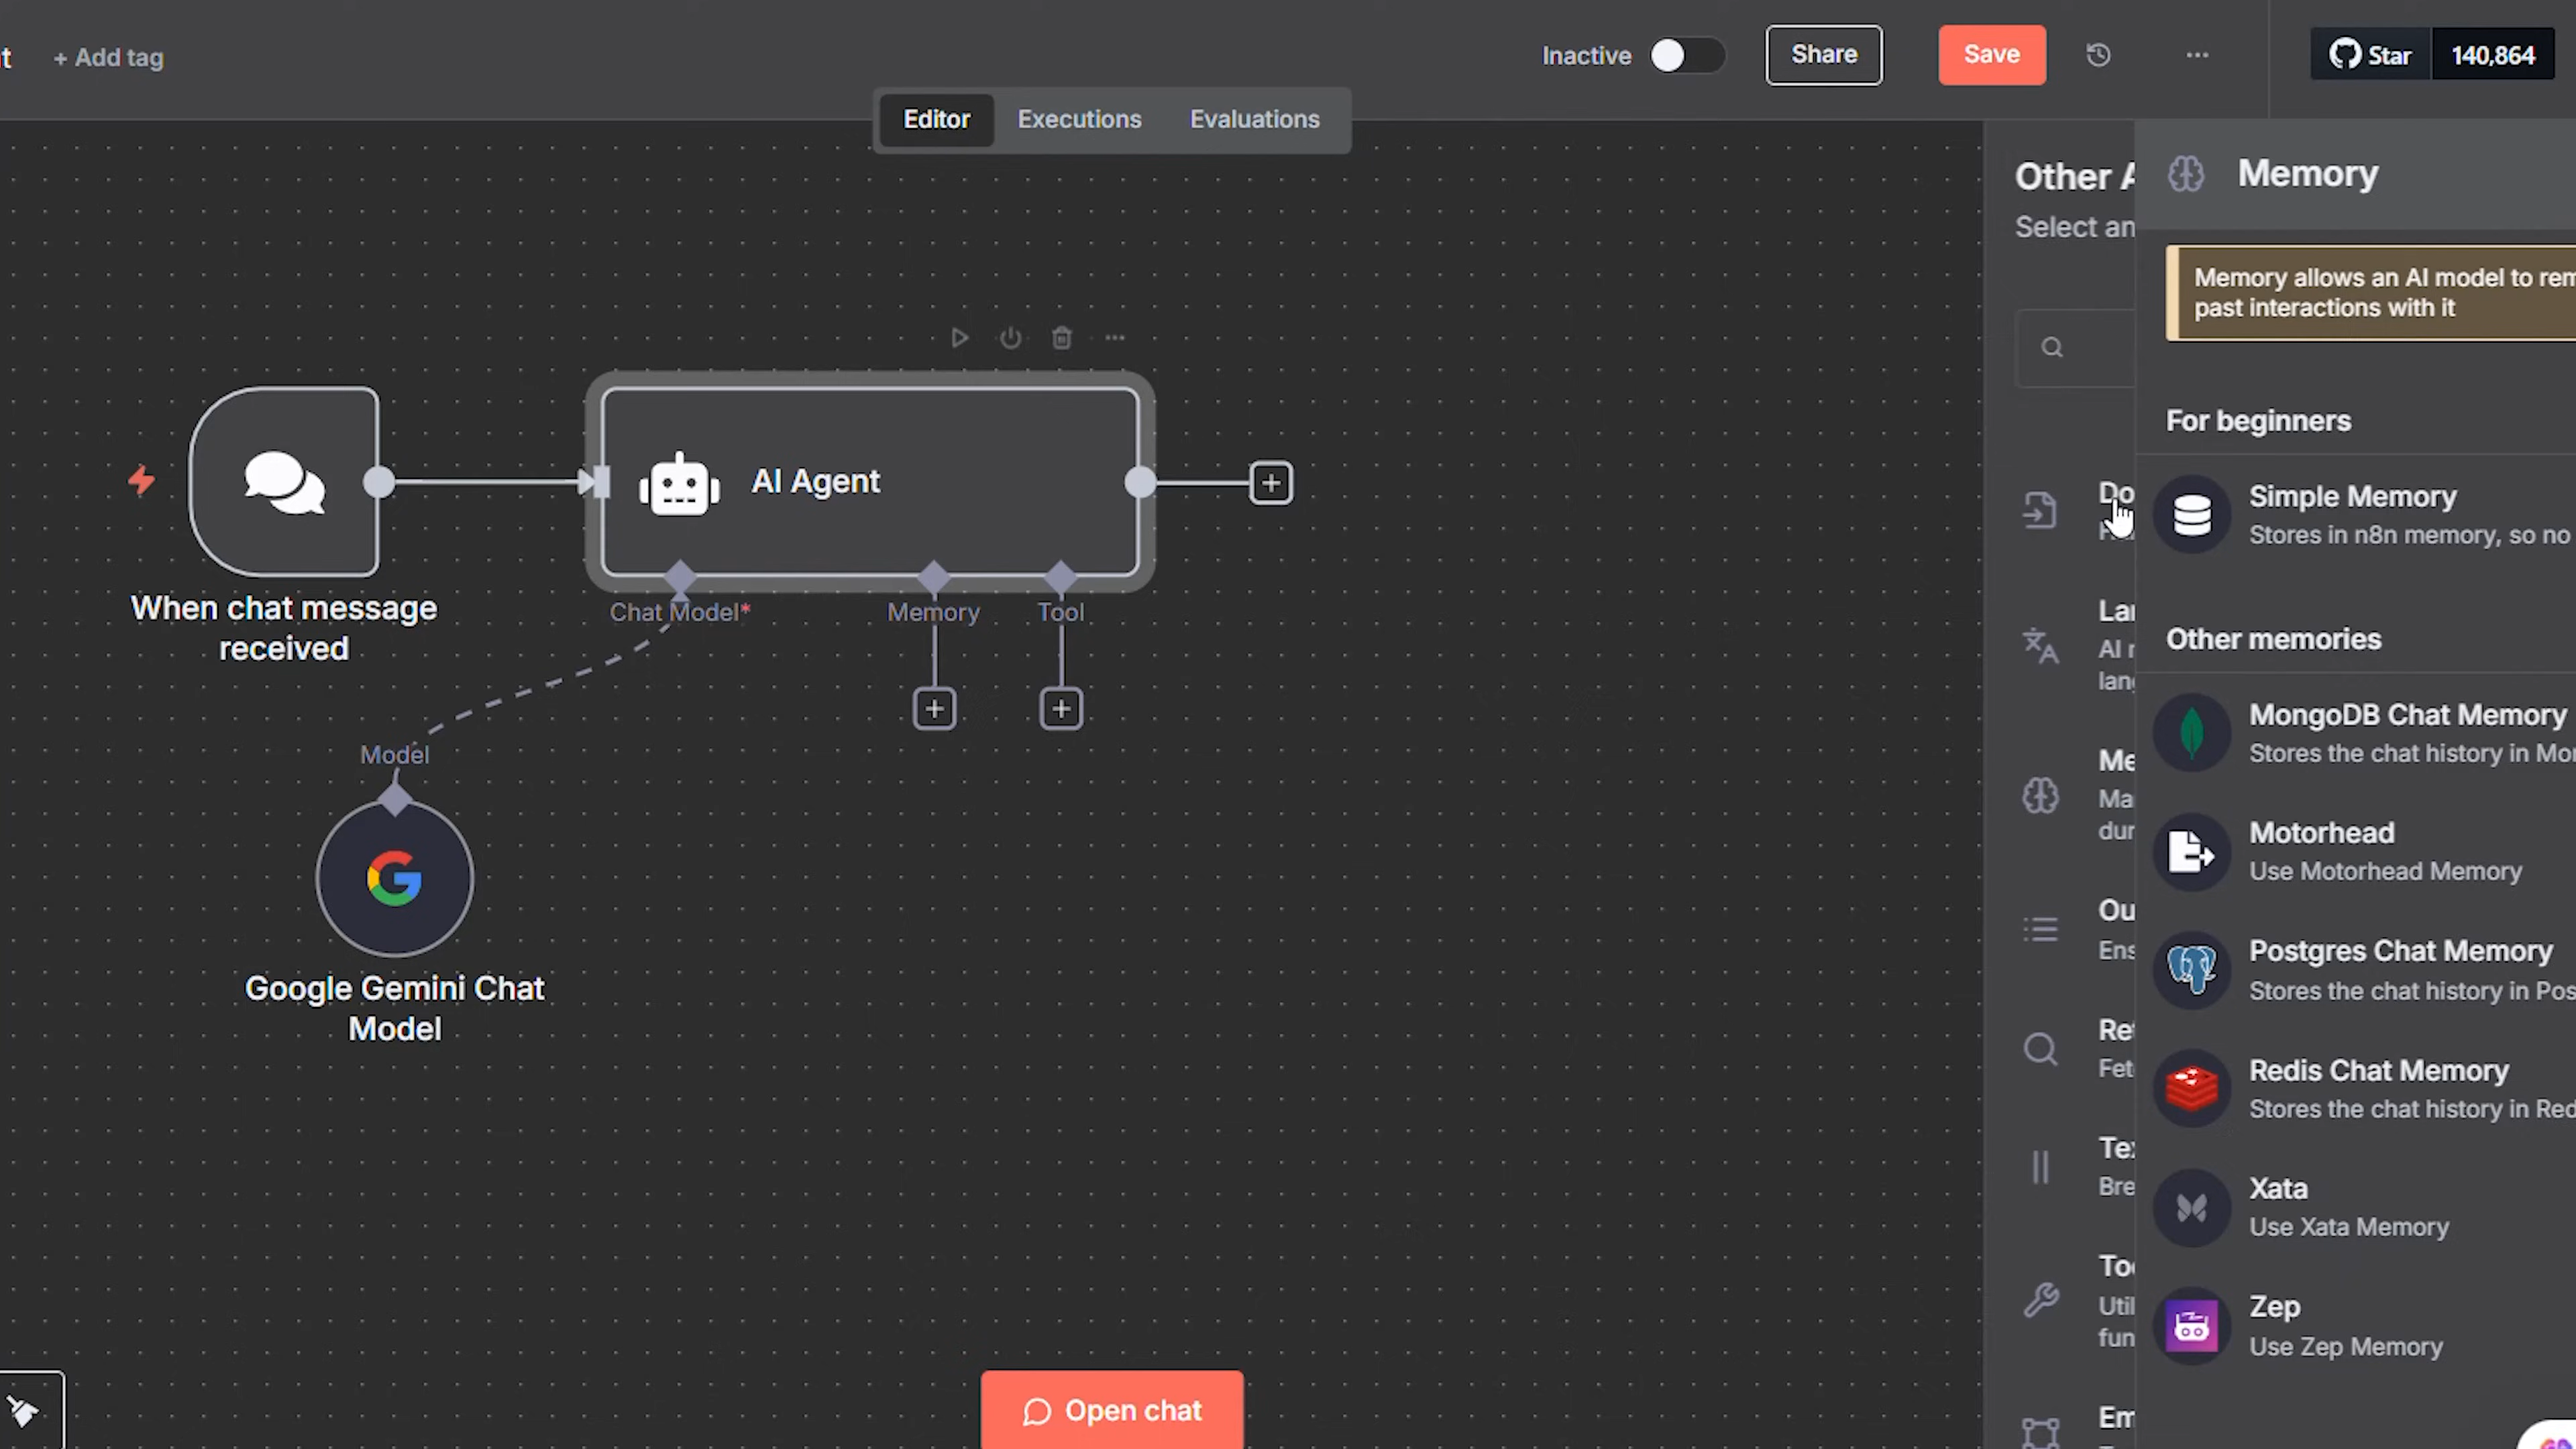 + Add tag
Inactive
Share
Save
Star
140,864
Editor
Executions
Evaluations
AI Agent
When chat message
received
Chat Model*
Memory
Tool
Model
Google Gemini Chat
Model
Open chat
Other A
Select an
Memory
Memory allows an AI model to rem
past interactions with it
For beginners
Simple Memory
Stores in n8n memory, so no
Other memories
MongoDB Chat Memory
Stores the chat history in Mon
Motorhead
Use Motorhead Memory
Postgres Chat Memory
Stores the chat history in Pos
Redis Chat Memory
Stores the chat history in Red
Xata
Use Xata Memory
Zep
Use Zep Memory